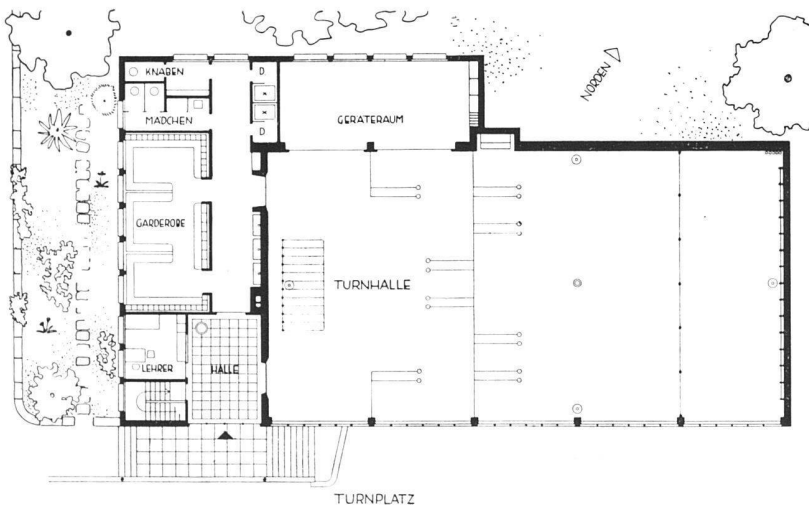 KNABEN
D.
NORDEN
MÄDCHEN
D
GERÄTERAUM
GARDEROBE
TURNHALLE
LEHRER
HALLE
TURNPLATZ